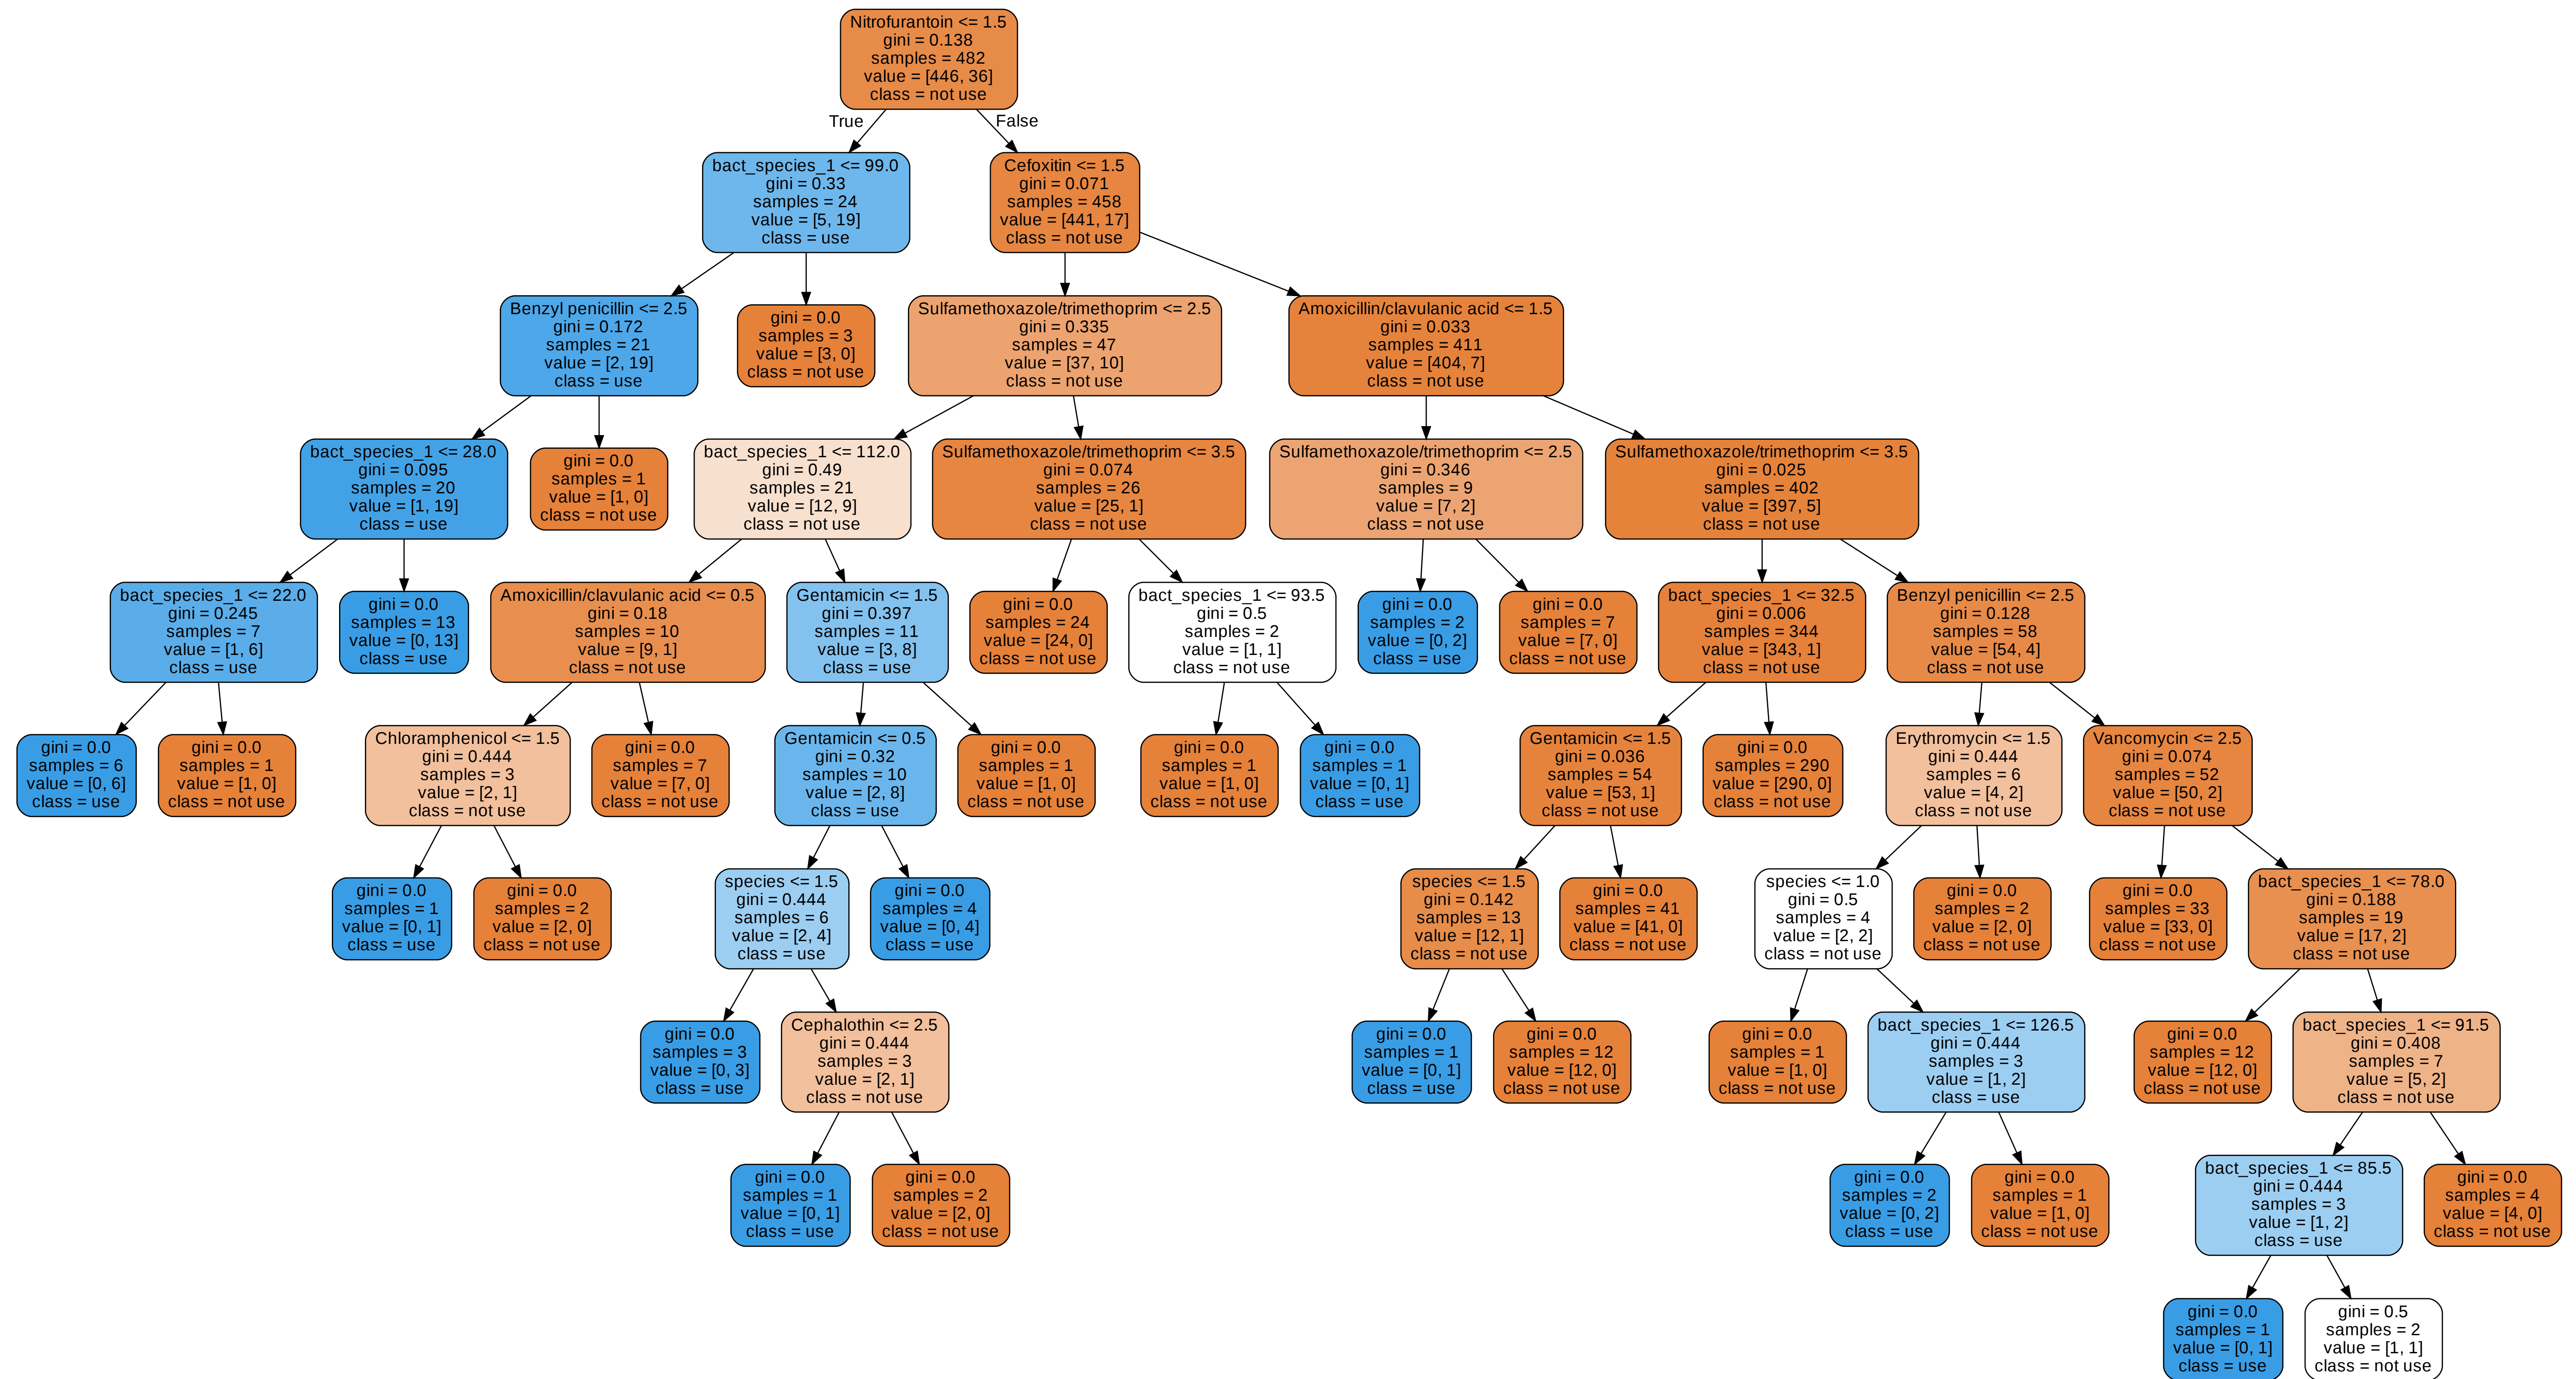 Nitrofurantoin <= 1.5
gini = 0.138
samples = 482
value = [446, 36]
class = not use
True
False
bact_species_1 <= 99.0
gini = 0.33
samples = 24
value = [5, 19]
class = use
Cefoxitin <= 1.5
gini = 0.071
samples = 458
value = [441, 17]
class = not use
Benzyl penicillin <= 2.5
gini = 0.172
samples = 21
value = [2, 19]
class = use
gini = 0.0
samples = 3
value = [3, 0]
class = not use
Sulfamethoxazole/trimethoprim <= 2.5
gini = 0.335
samples = 47
value = [37, 10]
class = not use
Amoxicillin/clavulanic acid <= 1.5
gini = 0.033
samples = 411
value = [404, 7]
class = not use
bact_species_1 <= 28.0
gini = 0.095
samples = 20
value = [1, 19]
class = use
gini = 0.0
samples = 1
value = [1, 0]
class = not use
bact_species_1 <= 112.0
gini = 0.49
samples = 21
value = [12, 9]
class = not use
Sulfamethoxazole/trimethoprim <= 3.5
gini = 0.074
samples = 26
value = [25, 1]
class = not use
Sulfamethoxazole/trimethoprim <= 2.5
gini = 0.346
samples = 9
value = [7, 2]
class = not use
Sulfamethoxazole/trimethoprim <= 3.5
gini = 0.025
samples = 402
value = [397, 5]
class = not use
bact_species_1 <= 22.0
gini = 0.245
samples = 7
value = [1, 6]
class = use
gini = 0.0
samples = 13
value = [0, 13]
class = use
Amoxicillin/clavulanic acid <= 0.5
gini = 0.18
samples = 10
value = [9, 1]
class = not use
Gentamicin <= 1.5
gini = 0.397
samples = 11
value = [3, 8]
class = use
gini = 0.0
samples = 24
value = [24, 0]
class = not use
bact_species_1 <= 93.5
gini = 0.5
samples = 2
value = [1, 1]
class = not use
gini = 0.0
samples = 2
value = [0, 2]
class = use
gini = 0.0
samples = 7
value = [7, 0]
class = not use
bact_species_1 <= 32.5
gini = 0.006
samples = 344
value = [343, 1]
class = not use
Benzyl penicillin <= 2.5
gini = 0.128
samples = 58
value = [54, 4]
class = not use
gini = 0.0
samples = 6
value = [0, 6]
class = use
gini = 0.0
samples = 1
value = [1, 0]
class = not use
Chloramphenicol <= 1.5
gini = 0.444
samples = 3
value = [2, 1]
class = not use
gini = 0.0
samples = 7
value = [7, 0]
class = not use
Gentamicin <= 0.5
gini = 0.32
samples = 10
value = [2, 8]
class = use
gini = 0.0
samples = 1
value = [1, 0]
class = not use
gini = 0.0
samples = 1
value = [1, 0]
class = not use
gini = 0.0
samples = 1
value = [0, 1]
class = use
Gentamicin <= 1.5
gini = 0.036
samples = 54
value = [53, 1]
class = not use
gini = 0.0
samples = 290
value = [290, 0]
class = not use
Erythromycin <= 1.5
gini = 0.444
samples = 6
value = [4, 2]
class = not use
Vancomycin <= 2.5
gini = 0.074
samples = 52
value = [50, 2]
class = not use
gini = 0.0
samples = 1
value = [0, 1]
class = use
gini = 0.0
samples = 2
value = [2, 0]
class = not use
species <= 1.5
gini = 0.444
samples = 6
value = [2, 4]
class = use
gini = 0.0
samples = 4
value = [0, 4]
class = use
species <= 1.5
gini = 0.142
samples = 13
value = [12, 1]
class = not use
gini = 0.0
samples = 41
value = [41, 0]
class = not use
species <= 1.0
gini = 0.5
samples = 4
value = [2, 2]
class = not use
gini = 0.0
samples = 2
value = [2, 0]
class = not use
gini = 0.0
samples = 33
value = [33, 0]
class = not use
bact_species_1 <= 78.0
gini = 0.188
samples = 19
value = [17, 2]
class = not use
gini = 0.0
samples = 3
value = [0, 3]
class = use
Cephalothin <= 2.5
gini = 0.444
samples = 3
value = [2, 1]
class = not use
gini = 0.0
samples = 1
value = [0, 1]
class = use
gini = 0.0
samples = 12
value = [12, 0]
class = not use
gini = 0.0
samples = 1
value = [1, 0]
class = not use
bact_species_1 <= 126.5
gini = 0.444
samples = 3
value = [1, 2]
class = use
gini = 0.0
samples = 12
value = [12, 0]
class = not use
bact_species_1 <= 91.5
gini = 0.408
samples = 7
value = [5, 2]
class = not use
gini = 0.0
samples = 1
value = [0, 1]
class = use
gini = 0.0
samples = 2
value = [2, 0]
class = not use
gini = 0.0
samples = 2
value = [0, 2]
class = use
gini = 0.0
samples = 1
value = [1, 0]
class = not use
bact_species_1 <= 85.5
gini = 0.444
samples = 3
value = [1, 2]
class = use
gini = 0.0
samples = 4
value = [4, 0]
class = not use
gini = 0.0
samples = 1
value = [0, 1]
class = use
gini = 0.5
samples = 2
value = [1, 1]
class = not use